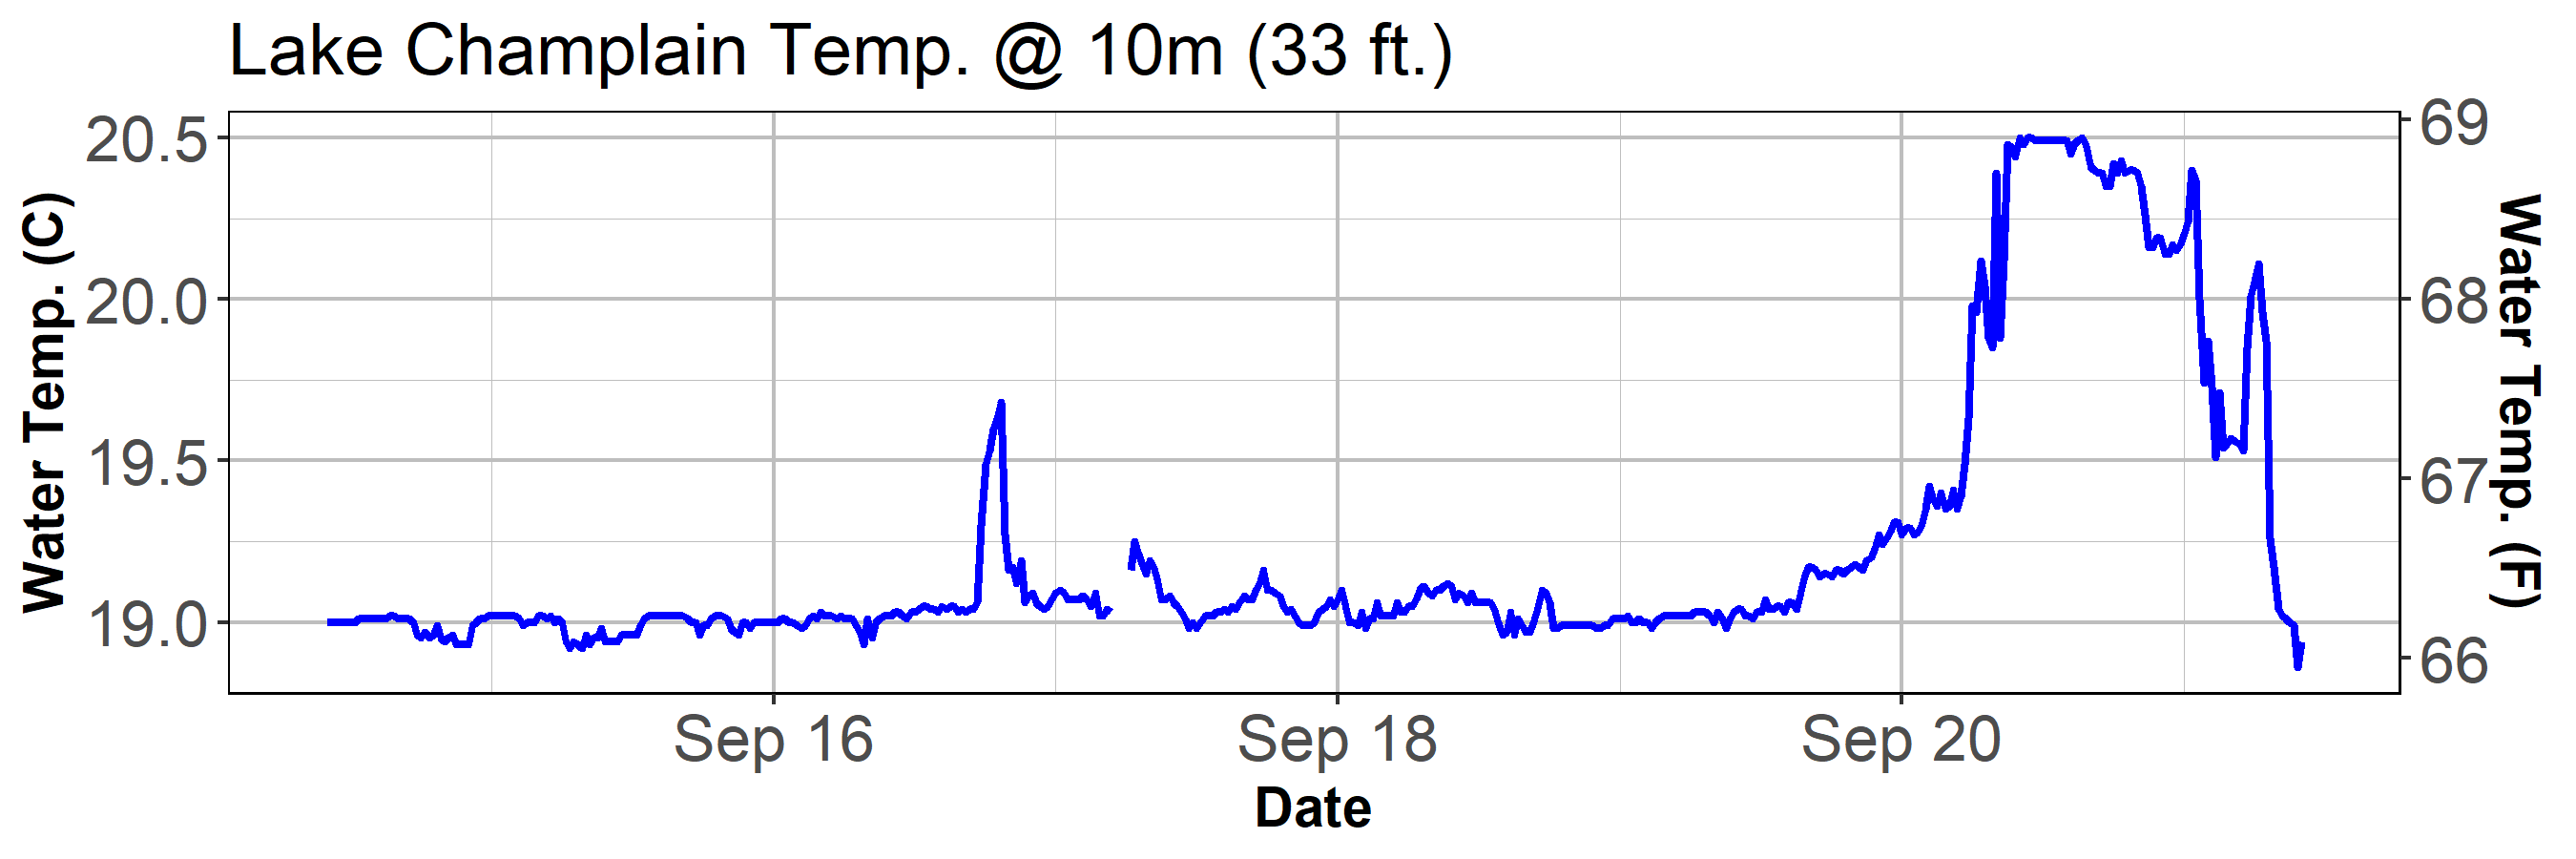 Lake Champlain Temp. @ 10m (33 ft.)
Water Temp. (C)
20.5
20.0
19.5
19.0
69
68
67
66
Water Temp. (F)
Sep 16
Sep 18
Sep 20
Date